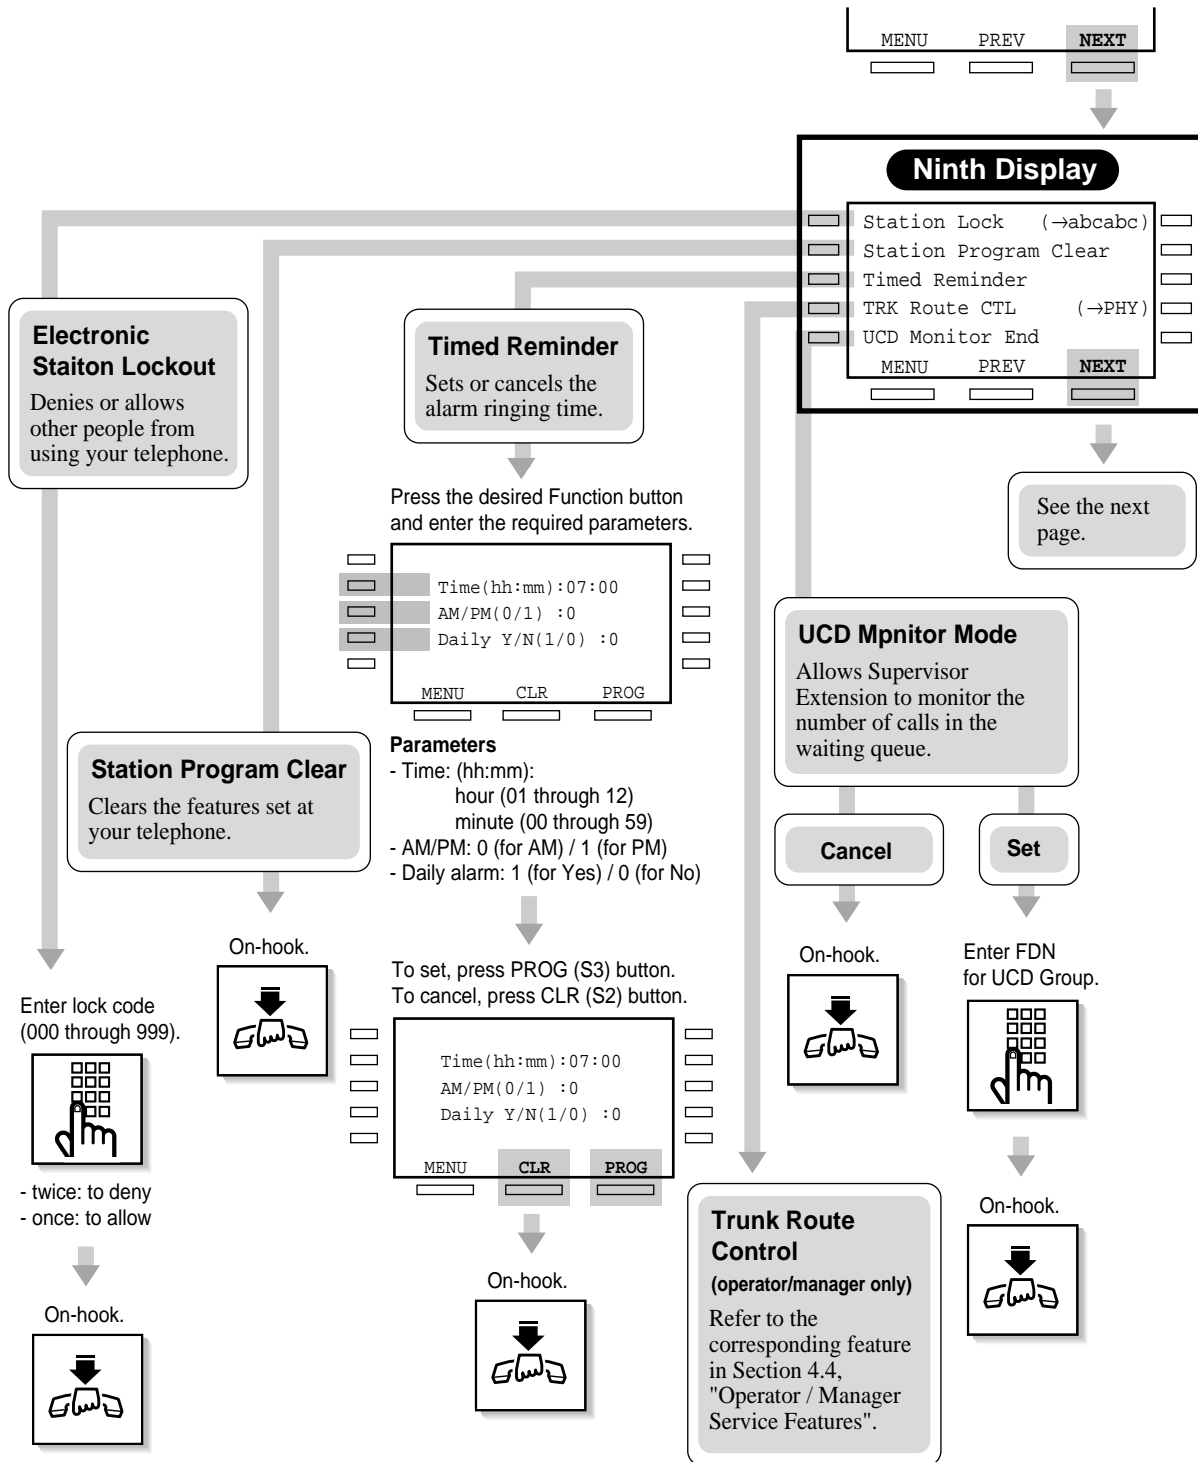 MENU PREV NEXT
Ninth Display
Station Lock (→abcabc)
Station Program Clear
Timed Reminder
TRK Route CTL (→PHY)
UCD Monitor End
MENU PREV NEXT
See the next
page.
Electronic
Staiton Lockout
Denies or allows
other people from
using your telephone.
Enter lock code
(000 through 999).
- twice: to deny
- once: to allow
On-hook.
Station Program Clear
Clears the features set at
your telephone.
On-hook.
Timed Reminder
Sets or cancels the
alarm ringing time.
Press the desired Function button
and enter the required parameters.
Time(hh:mm):07:00
AM/PM(0/1) :0
Daily Y/N(1/0) :0
MENU CLR PROG
Parameters
- Time: (hh:mm):
hour (01 through 12)
minute (00 through 59)
- AM/PM: 0 (for AM) / 1 (for PM)
- Daily alarm: 1 (for Yes) / 0 (for No)
To set, press PROG (S3) button.
To cancel, press CLR (S2) button.
Time(hh:mm):07:00
AM/PM(0/1) :0
Daily Y/N(1/0) :0
MENU CLR PROG
On-hook.
UCD Mpnitor Mode
Allows Supervisor
Extension to monitor the
number of calls in the
waiting queue.
Cancel
On-hook.
Set
Enter FDN
for UCD Group.
On-hook.
Trunk Route
Control
(operator/manager only)
Refer to the
corresponding feature
in Section 4.4,
"Operator / Manager
Service Features".